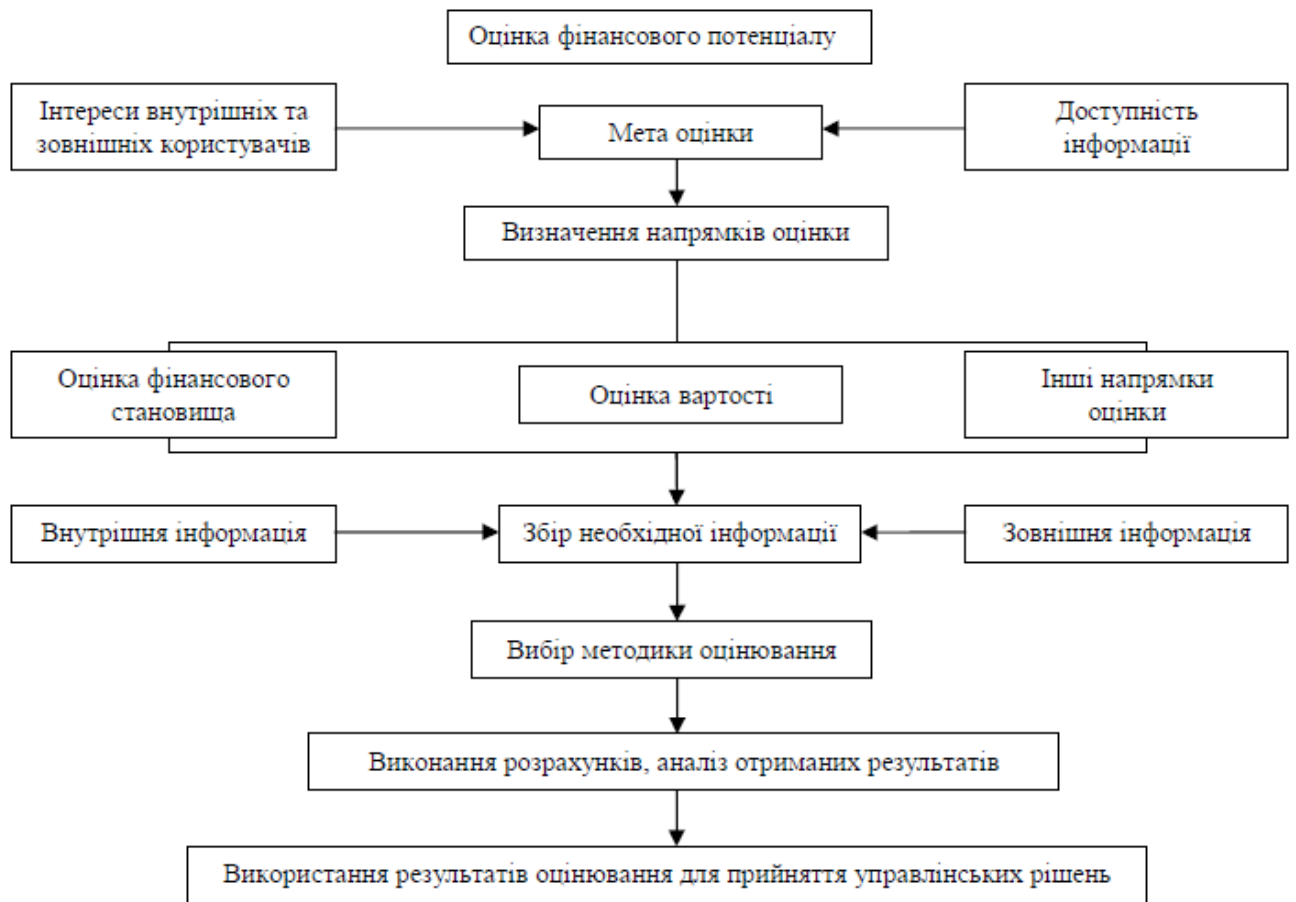 Оцінка фінансового потенціалу
Інтереси внутрішніх та
зовнішніх користувачів
Мета оцінки
Доступність
інформації
Визначення напрямків оцінки
Оцінка фінансового
становища
Оцінка вартості
Інші напрямки
оцінки
Внутрішня інформація
Збір необхідної інформації
Зовнішня інформація
Вибір методики оцінювання
Виконання розрахунків, аналіз отриманих результатів
Використання результатів оцінювання для прийняття управлінських рішень